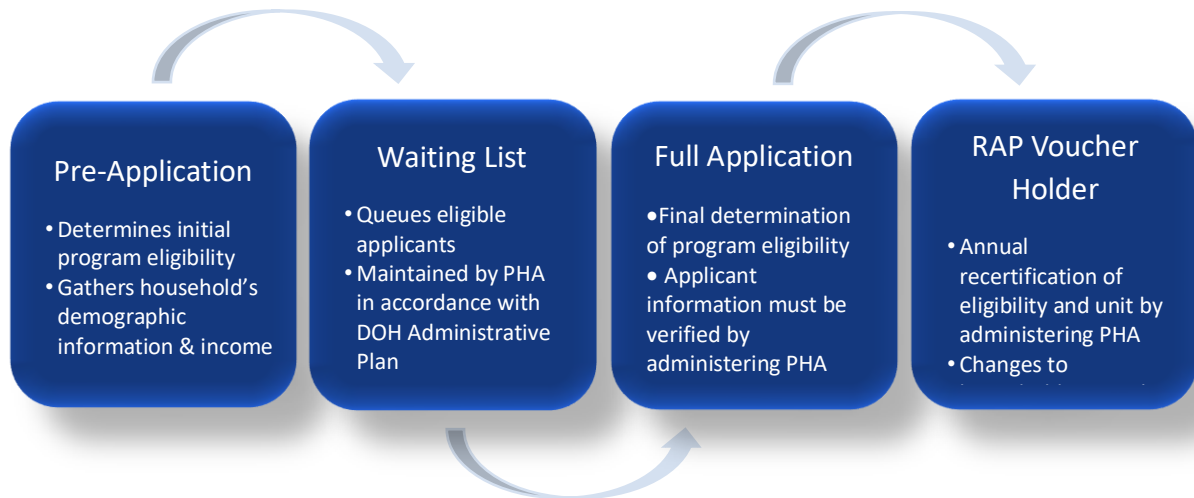 Pre-Application
• Determines initial
program eligibility
• Gathers household’s
demographic
information & income
Waiting List
• Queues eligible
applicants
• Maintained by PHA
in accordance with
DOH Administrative
Plan
Full Application
•Final determination
of program eligibility
• Applicant
information must be
verified by
administering PHA
RAP Voucher
Holder
• Annual
recertification of
eligibility and unit by
administering PHA
• Changes to